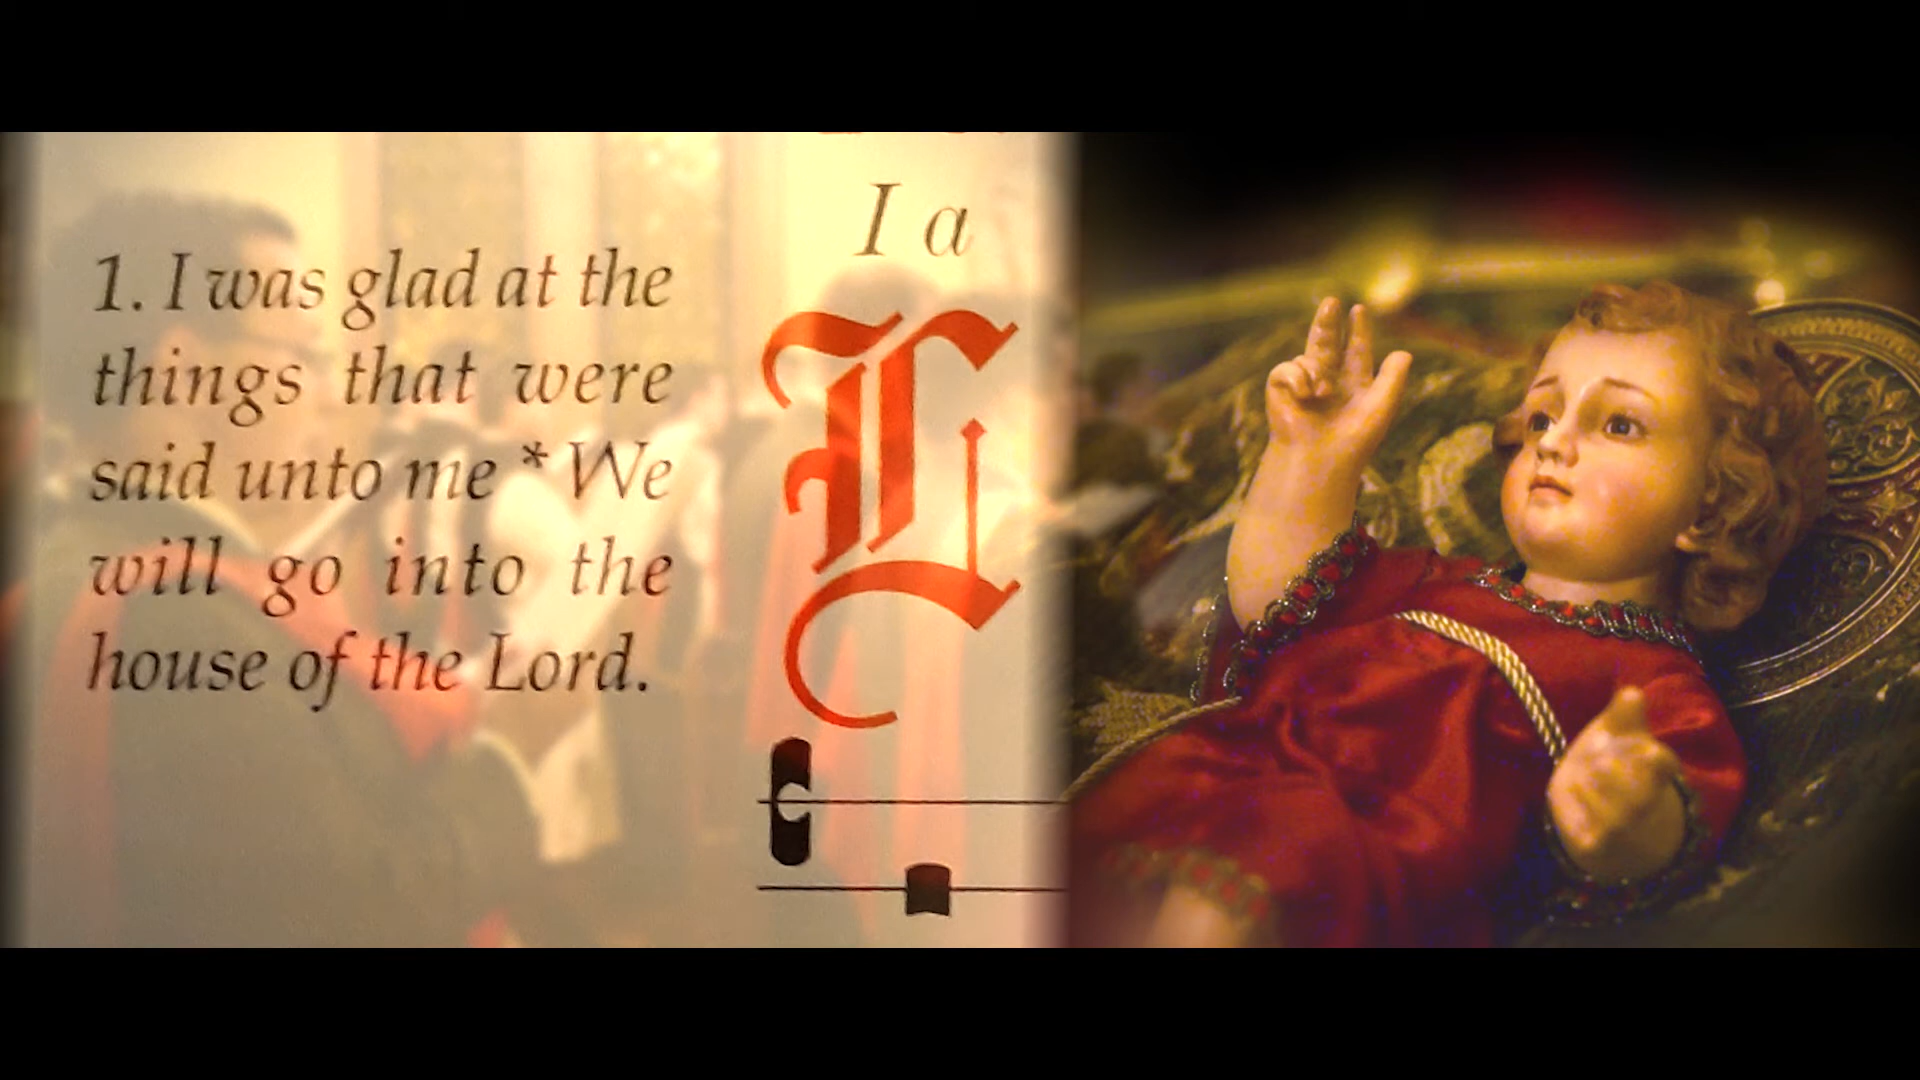 1. I was glad at the
things that were
said unto me * We
will go into the
house of the Lord.
I a
L